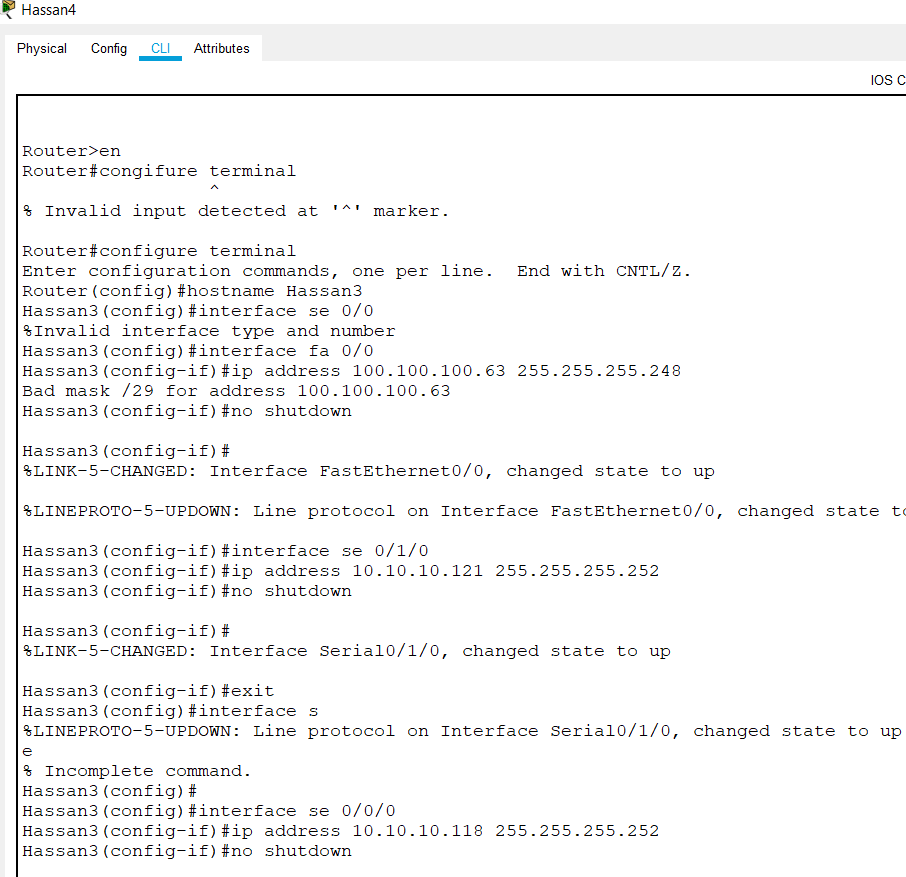 Hassan4
Physical Config CLI Attributes
IOS C
Router>en
Router#congifure terminal
^
% Invalid input detected at '^' marker.
Router#configure terminal
Enter configuration commands, one per line.  End with CNTL/Z.
Router(config)#hostname Hassan3
Hassan3(config)#interface se 0/0
%Invalid interface type and number
Hassan3(config)#interface fa 0/0
Hassan3(config-if)#ip address 100.100.100.63 255.255.255.248
Bad mask /29 for address 100.100.100.63
Hassan3(config-if)#no shutdown
Hassan3(config-if)#
%LINK-5-CHANGED: Interface FastEthernet0/0, changed state to up
%LINEPROTO-5-UPDOWN: Line protocol on Interface FastEthernet0/0, changed state to
Hassan3(config-if)#interface se 0/1/0
Hassan3(config-if)#ip address 10.10.10.121 255.255.255.252
Hassan3(config-if)#no shutdown
Hassan3(config-if)#
%LINK-5-CHANGED: Interface Serial0/1/0, changed state to up
Hassan3(config-if)#exit
Hassan3(config)#interface s
%LINEPROTO-5-UPDOWN: Line protocol on Interface Serial0/1/0, changed state to up
e
% Incomplete command.
Hassan3(config)#
Hassan3(config)#interface se 0/0/0
Hassan3(config-if)#ip address 10.10.10.118 255.255.255.252
Hassan3(config-if)#no shutdown